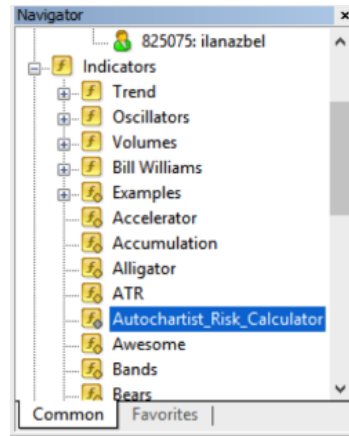 Navigator
825075: ilanazbel
Indicators
Trend
Oscillators
Volumes
Bill Williams
Examples
Accelerator
Accumulation
Alligator
ATR
Autochartist_Risk_Calculator
Awesome
Bands
Bears
Common Favorites